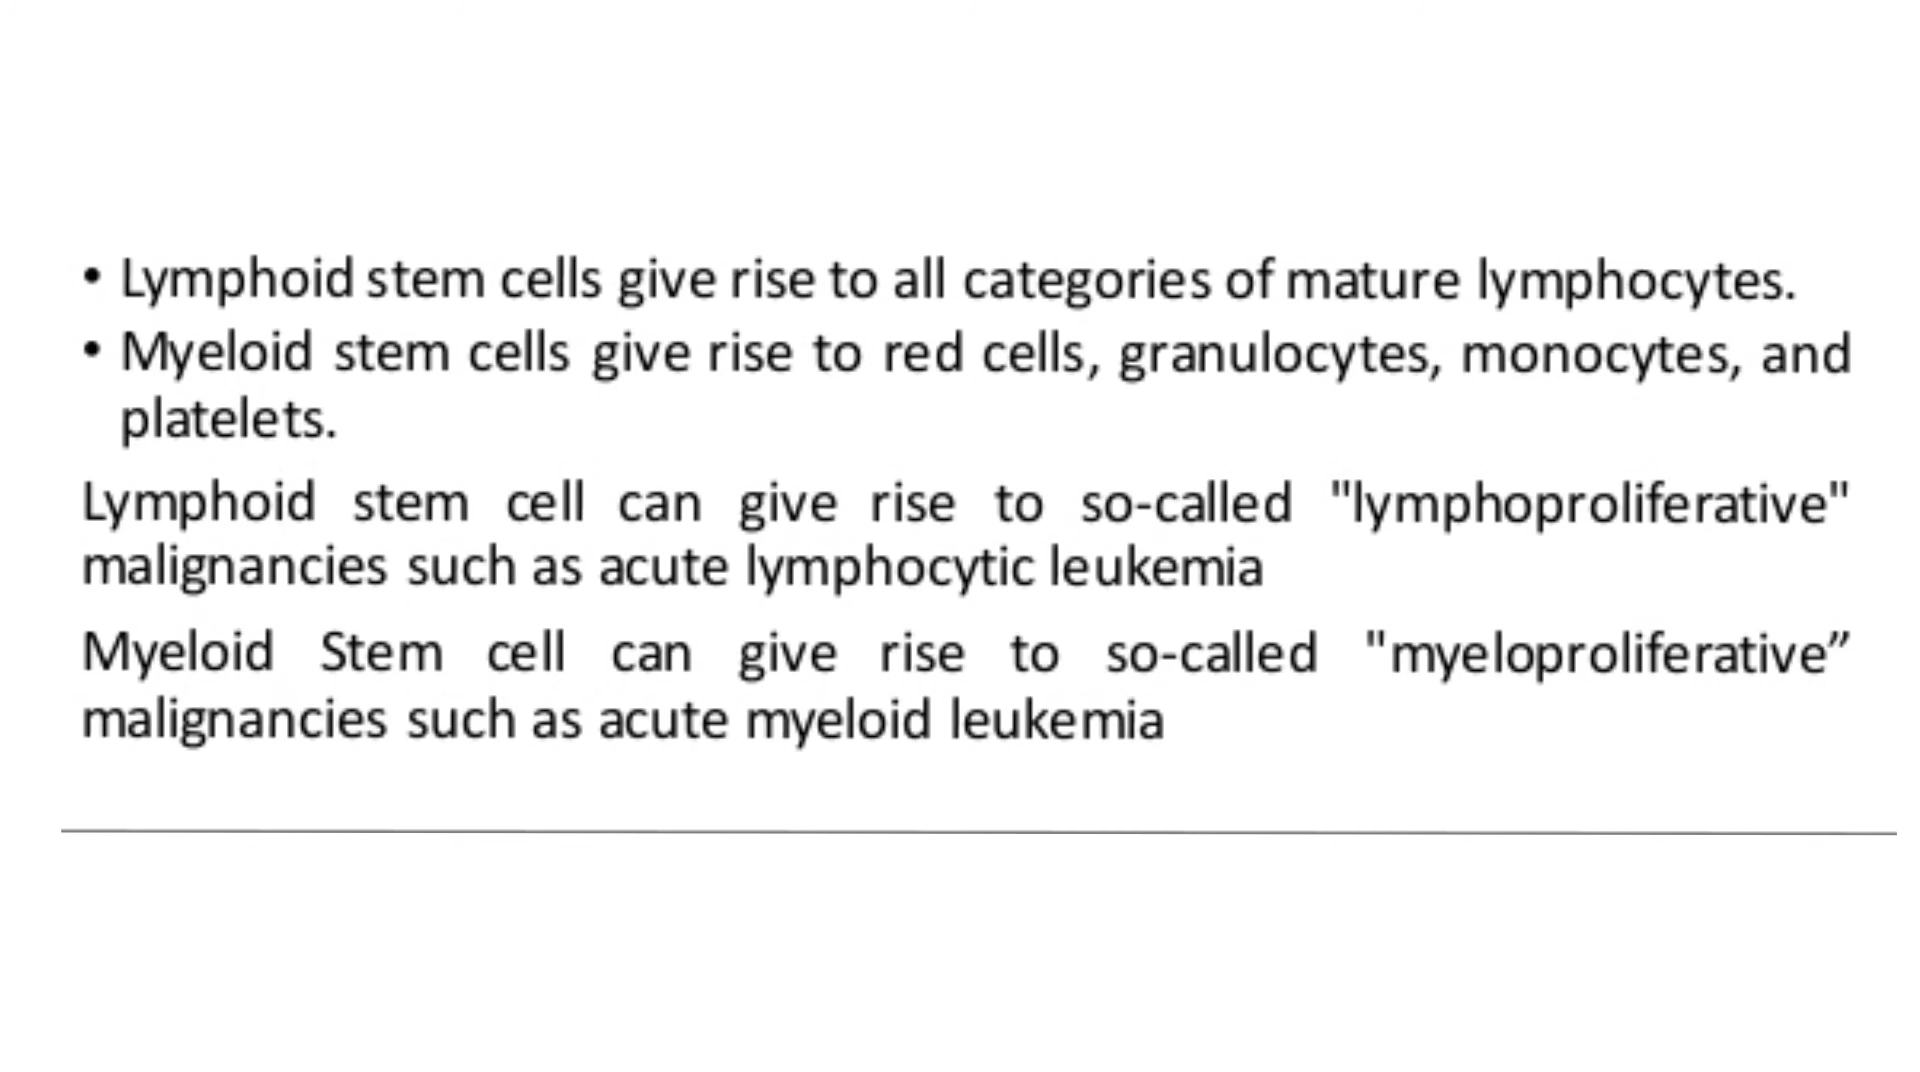 • Lymphoid stem cells give rise to all categories of mature lymphocytes.
• Myeloid stem cells give rise to red cells, granulocytes, monocytes, and
platelets.
Lymphoid stem cell can give rise to so-called "lymphoproliferative"
malignancies such as acute lymphocytic leukemia
Myeloid Stem cell can give rise to so-called "myeloproliferative”
malignancies such as acute myeloid leukemia